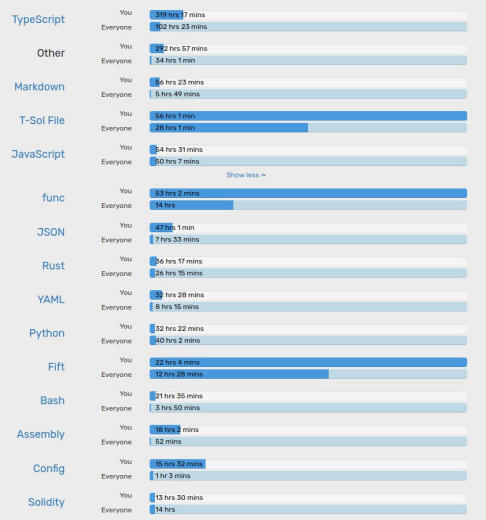 TypeScript
You
319 hrs 17 mins
Everyone
102 hrs 23 mins
Other
You
292 hrs 57 mins
Everyone
34 hrs 1 min
Markdown
You
56 hrs 23 mins
Everyone
5 hrs 49 mins
T-Sol File
You
56 hrs 1 min
Everyone
28 hrs 1 min
JavaScript
You
54 hrs 31 mins
Everyone
50 hrs 7 mins
Show less
func
You
53 hrs 2 mins
Everyone
14 hrs
JSON
You
47 hrs 1 min
Everyone
7 hrs 33 mins
Rust
You
36 hrs 17 mins
Everyone
26 hrs 15 mins
YAML
You
32 hrs 28 mins
Everyone
8 hrs 15 mins
Python
You
32 hrs 22 mins
Everyone
40 hrs 2 mins
Fift
You
22 hrs 4 mins
Everyone
12 hrs 28 mins
Bash
You
21 hrs 35 mins
Everyone
3 hrs 50 mins
Assembly
You
18 hrs 2 mins
Everyone
52 mins
Config
You
15 hrs 32 mins
Everyone
1 hr 3 mins
Solidity
You
13 hrs 30 mins
Everyone
14 hrs